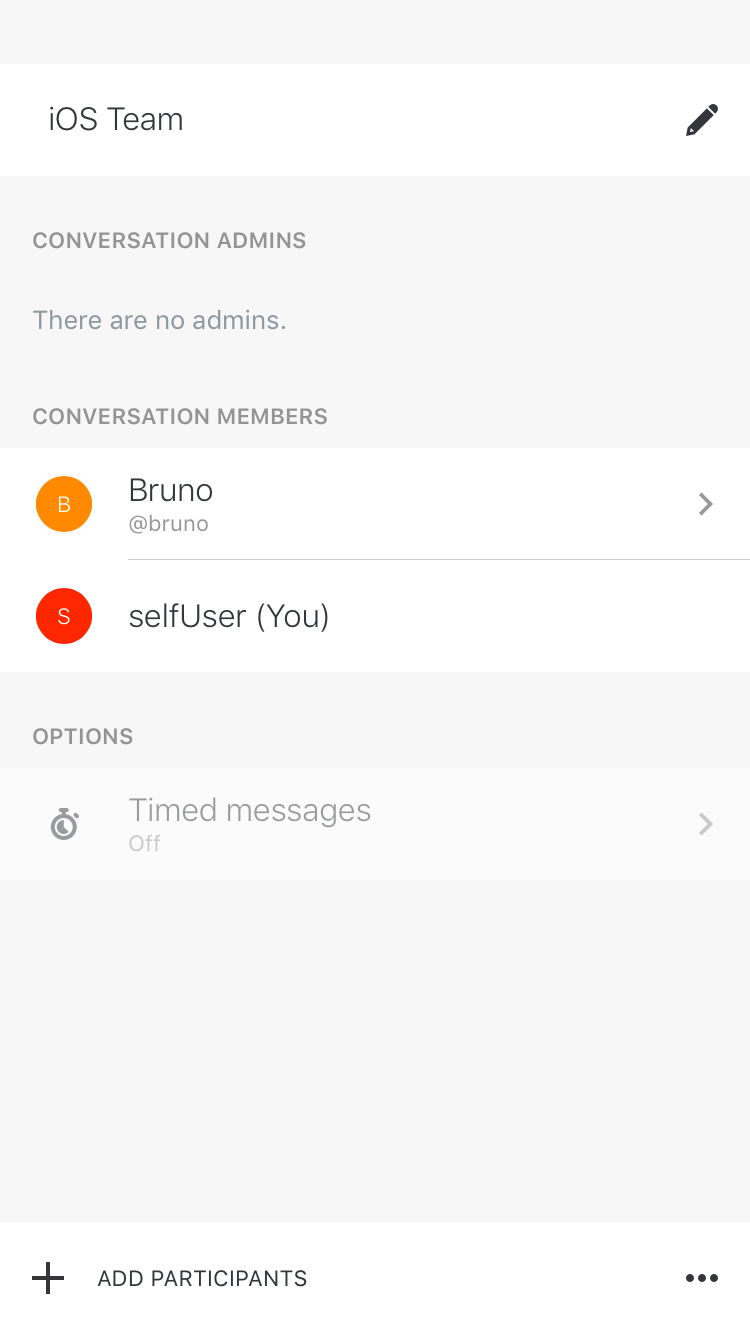 iOS Team
CONVERSATION ADMINS
There are no admins.
CONVERSATION MEMBERS
B
Bruno
@bruno
S
selfUser (You)
OPTIONS
Timed messages
Off
ADD PARTICIPANTS